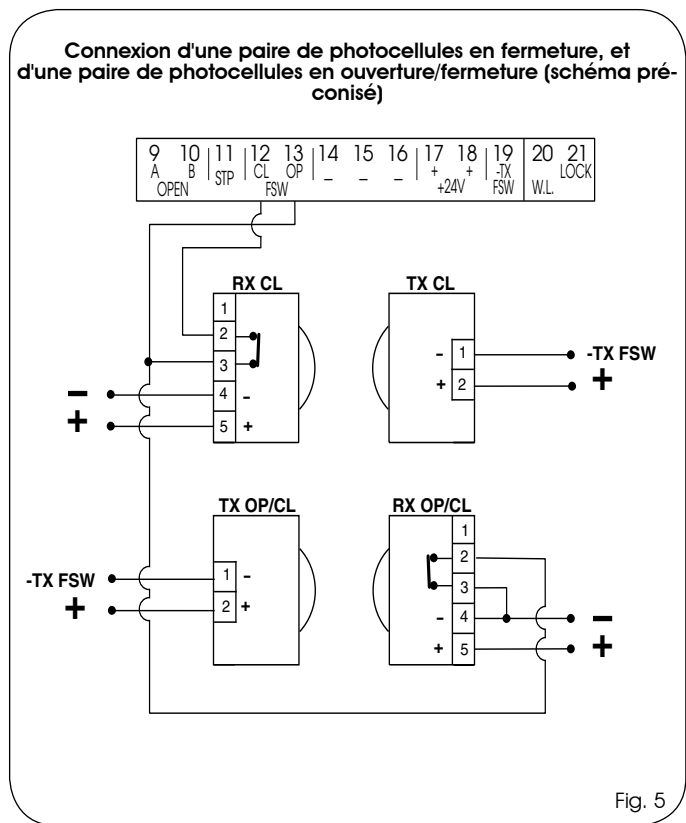 Connexion d'une paire de photocellules en fermeture, et
d'une paire de photocellules en ouverture/fermeture (schéma pré-
conisé)
9 10 11 12 13 14 15 16 17 18 19 20 21
A B STP CL OP - - - + + -TX LOCK
OPEN FSW +24V FSW W.L.
RX CL
1
2
3
4 -
5 +
-
+
TX CL
- 1
+ 2
-TX FSW
+
TX OP/CL
1 -
2 +
-TX FSW
+
RX OP/CL
1
2
3
- 4
+ 5
-
+
Fig. 5